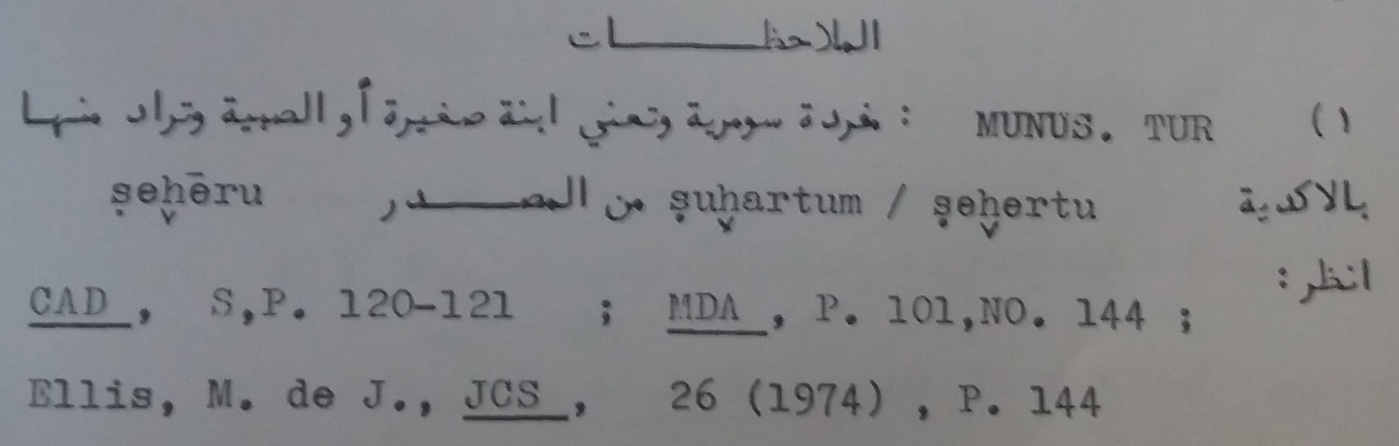 الملاحظـــــات
(١ MUNUS. TUR : مفردة سومرية وتعني ابنة صغيرة أو الصبية وتراد منها
بالاكدية ṣeḫertu / ṣuḫartum من المصـــدر ṣeḫēru
انظر :
CAD , S,P. 120-121 ; MDA , P. 101,NO. 144 ;
Ellis, M. de J., JCS , 26 (1974) , P. 144